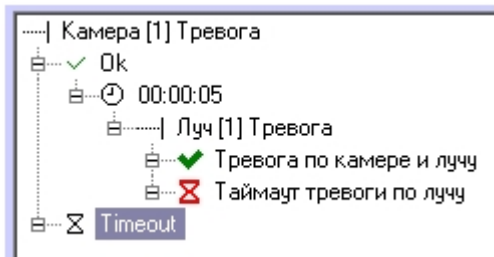 Камера [1] Тревога
Ok
00:00:05
Луч [1] Тревога
Тревога по камере и лучу
Таймаут тревоги по лучу
Timeout